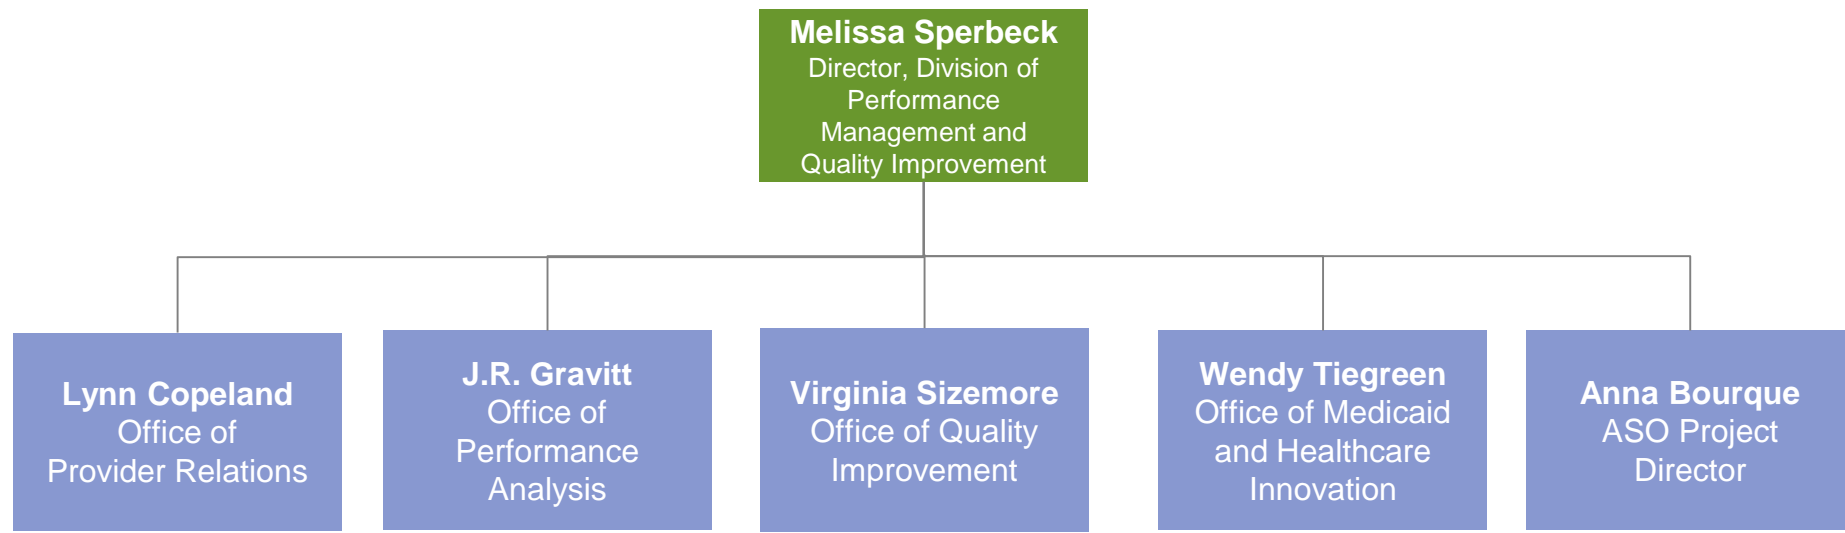 Melissa Sperbeck
Director, Division of
Performance
Management and
Quality Improvement
Lynn Copeland
Office of
Provider Relations
J.R. Gravitt
Office of
Performance
Analysis
Virginia Sizemore
Office of Quality
Improvement
Wendy Tiegreen
Office of Medicaid
and Healthcare
Innovation
Anna Bourque
ASO Project
Director